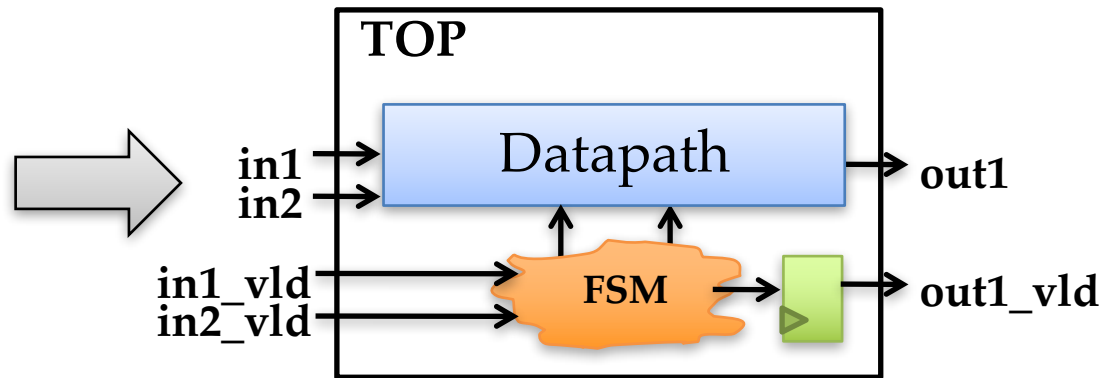 TOP
Datapath
in1
in2
out1
in1_vld
in2_vld
FSM
out1_vld